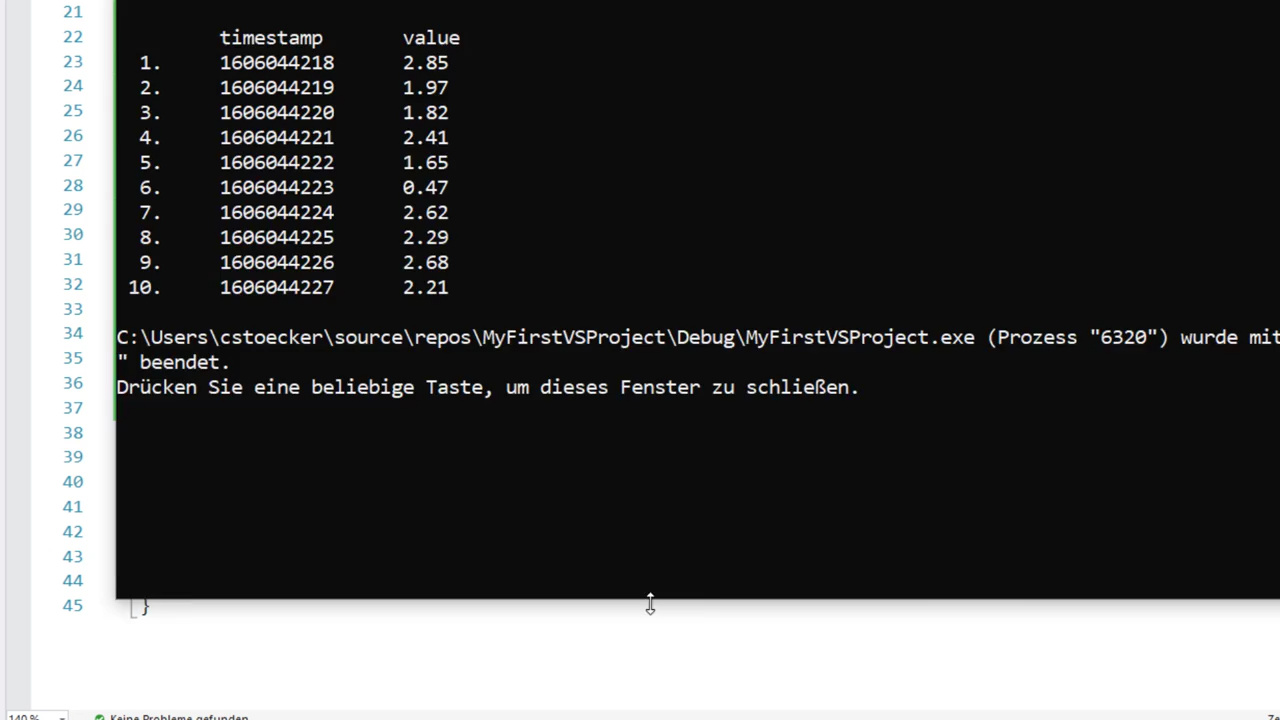 21
22 timestamp value
23 1. 1606044218 2.85
24 2. 1606044219 1.97
25 3. 1606044220 1.82
26 4. 1606044221 2.41
27 5. 1606044222 1.65
28 6. 1606044223 0.47
29 7. 1606044224 2.62
30 8. 1606044225 2.29
31 9. 1606044226 2.68
32 10. 1606044227 2.21
33
34 C:\Users\cstoecker\source\repos\MyFirstVSProject\Debug\MyFirstVSProject.exe (Prozess "6320") wurde mit
35 " beendet.
36 Drücken Sie eine beliebige Taste, um dieses Fenster zu schließen.
37
38
39
40
41
42
43
44
45 }
140 % Keine Probleme gefunden